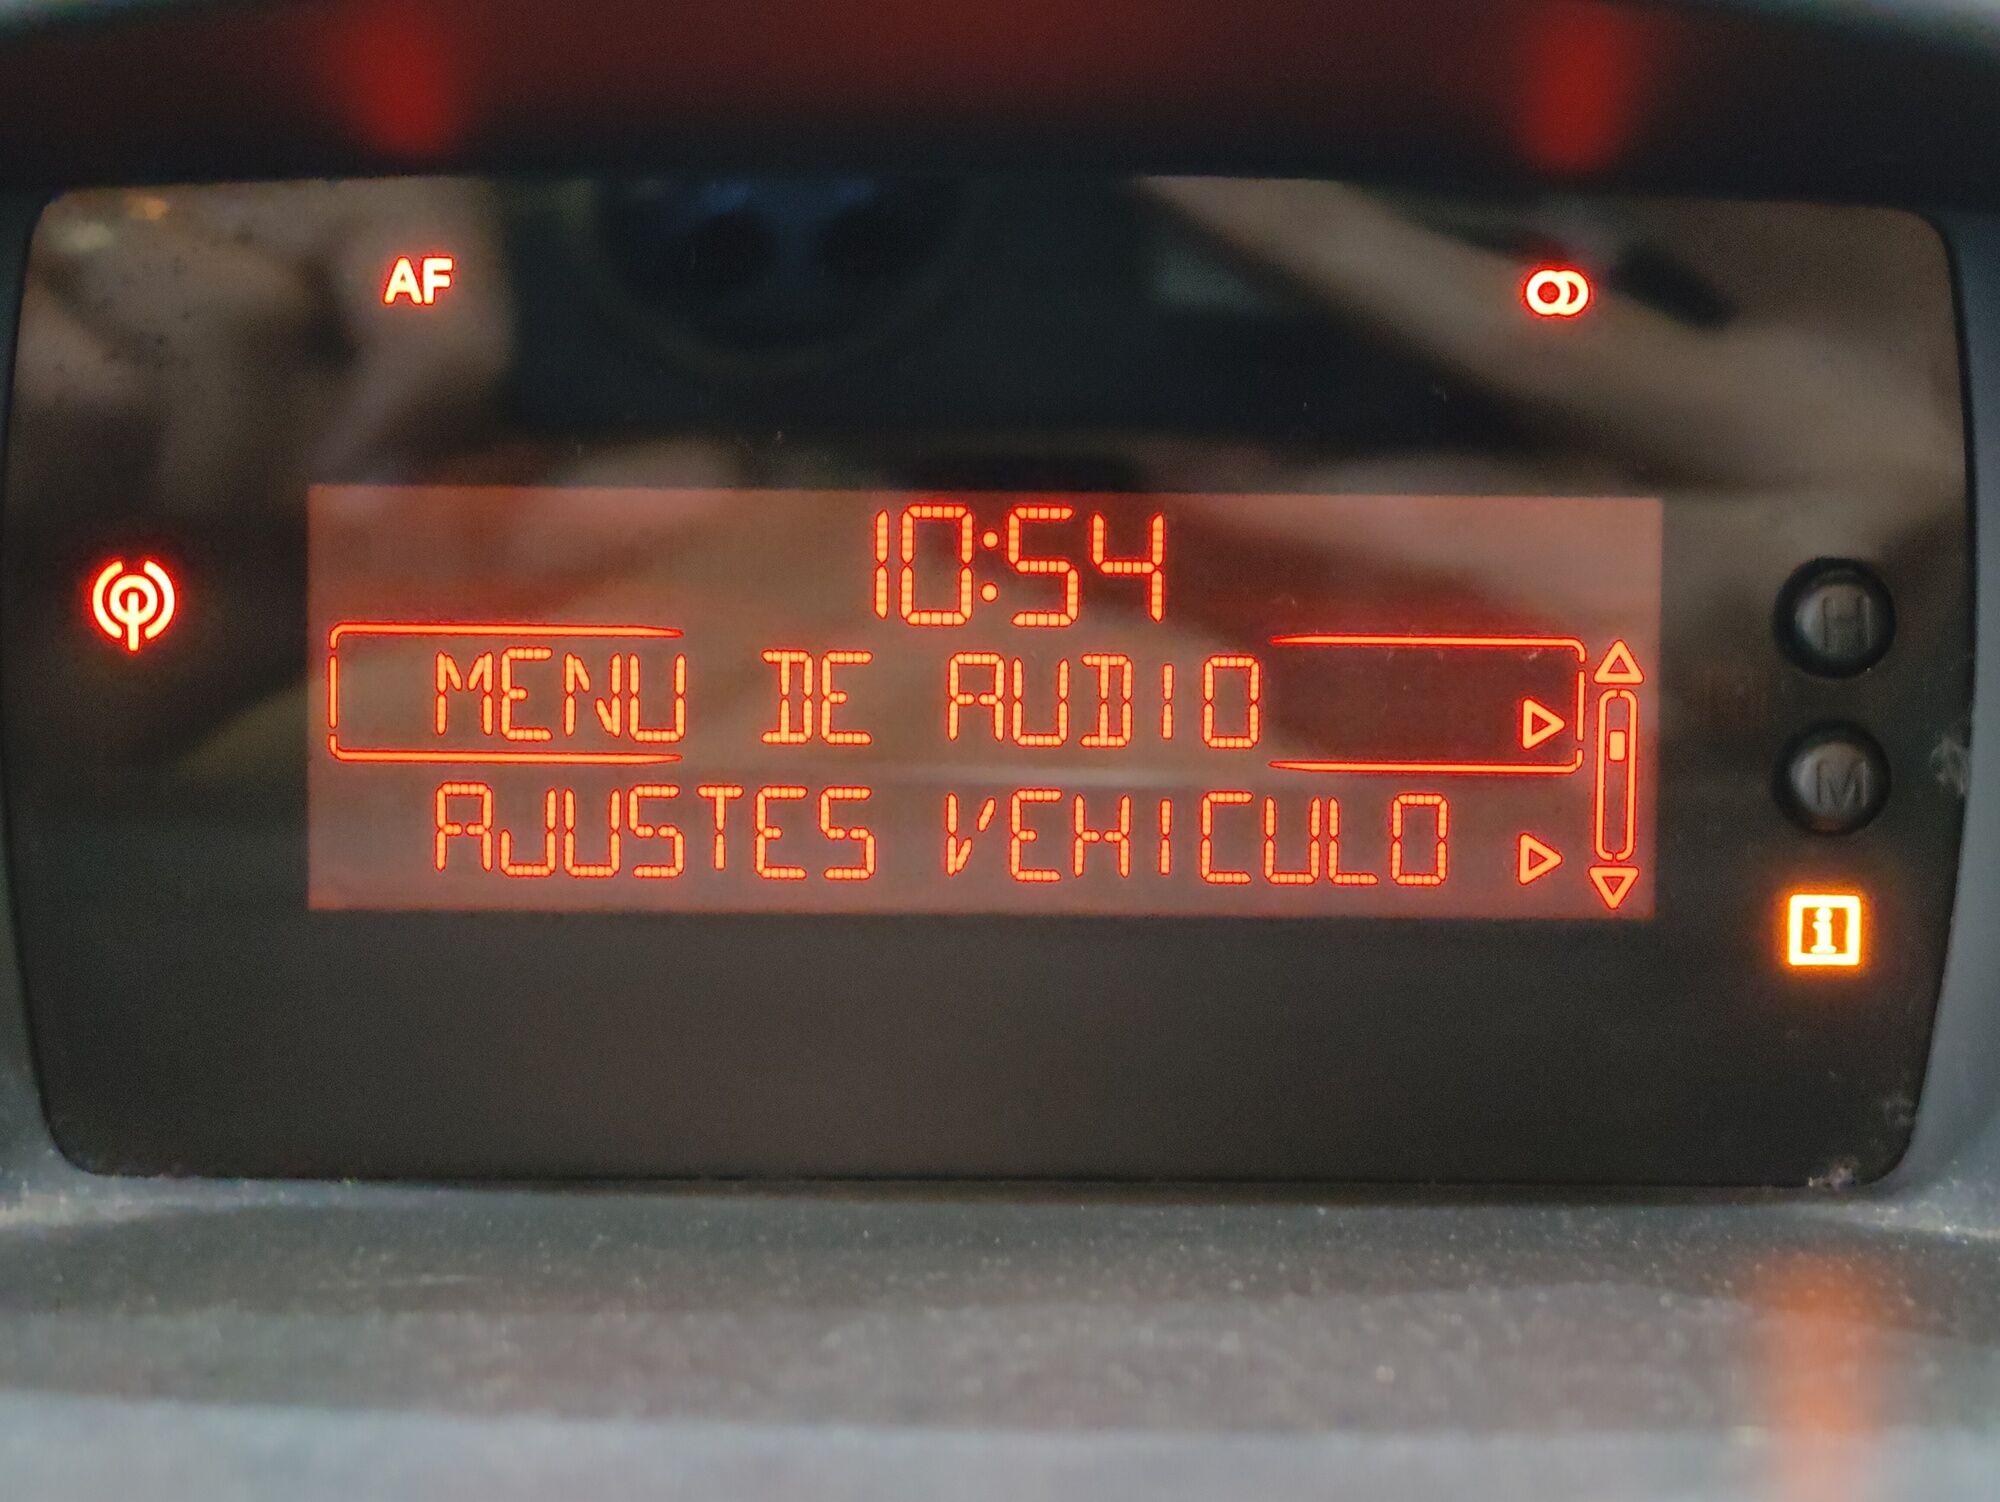 AF
10:54
MENU DE AUDIO
AJUSTES VEHICULO
H
M
i